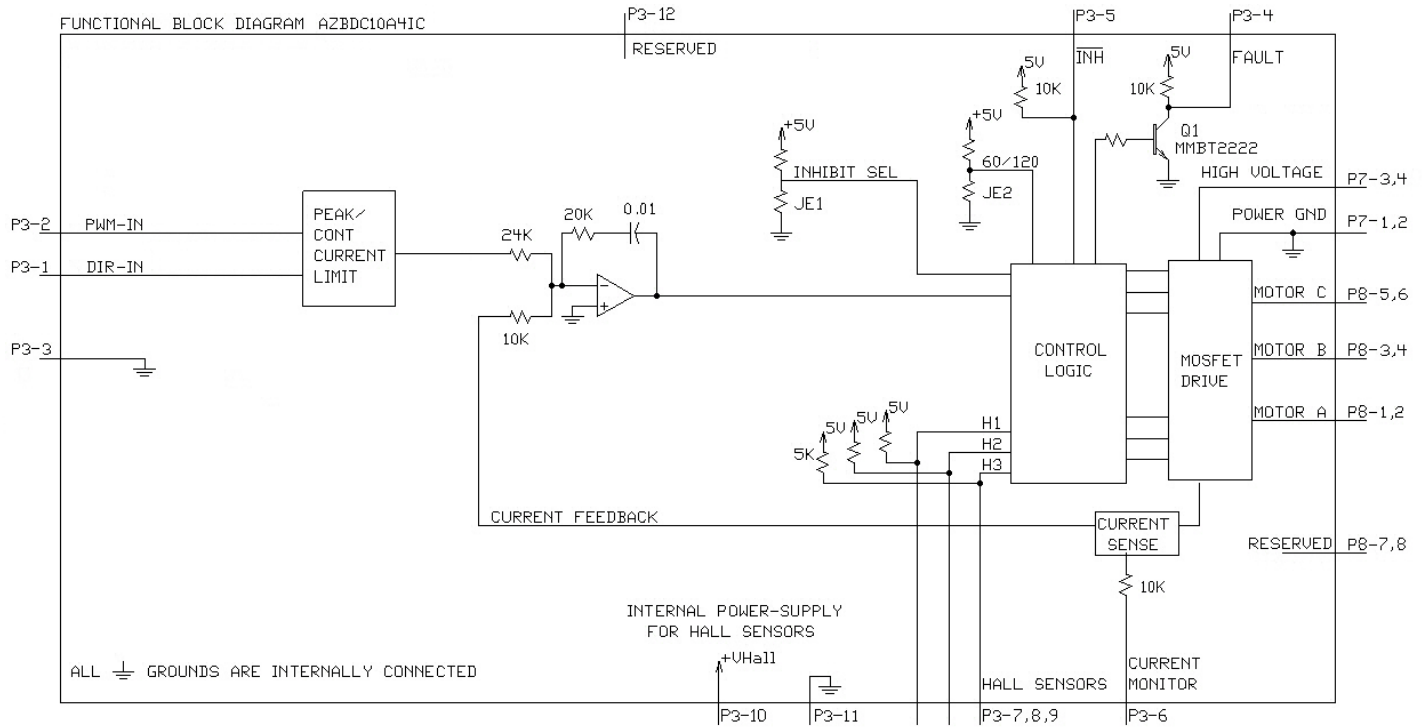 FUNCTIONAL BLOCK DIAGRAM AZBDC10A4IC
P3-12
RESERVED
P3-5
INH
P3-4
FAULT
5V
10K
5V
10K
Q1
MMBT2222
+5V
INHIBIT SEL
JE1
+5V
60/120
JE2
HIGH VOLTAGE
P7-3,4
POWER GND
P7-1,2
P3-2
PWM-IN
P3-1
DIR-IN
PEAK/
CONT
CURRENT
LIMIT
24K
20K
0.01
−
+
10K
P3-3
CONTROL
LOGIC
MOSFET
DRIVE
MOTOR C
P8-5,6
MOTOR B
P8-3,4
MOTOR A
P8-1,2
5V
5V
5V
5K
H1
H2
H3
CURRENT FEEDBACK
CURRENT
SENSE
RESERVED
P8-7,8
10K
INTERNAL POWER-SUPPLY
FOR HALL SENSORS
+VHall
ALL ⏚ GROUNDS ARE INTERNALLY CONNECTED
HALL SENSORS
CURRENT
MONITOR
P3-10
P3-11
P3-7,8,9
P3-6